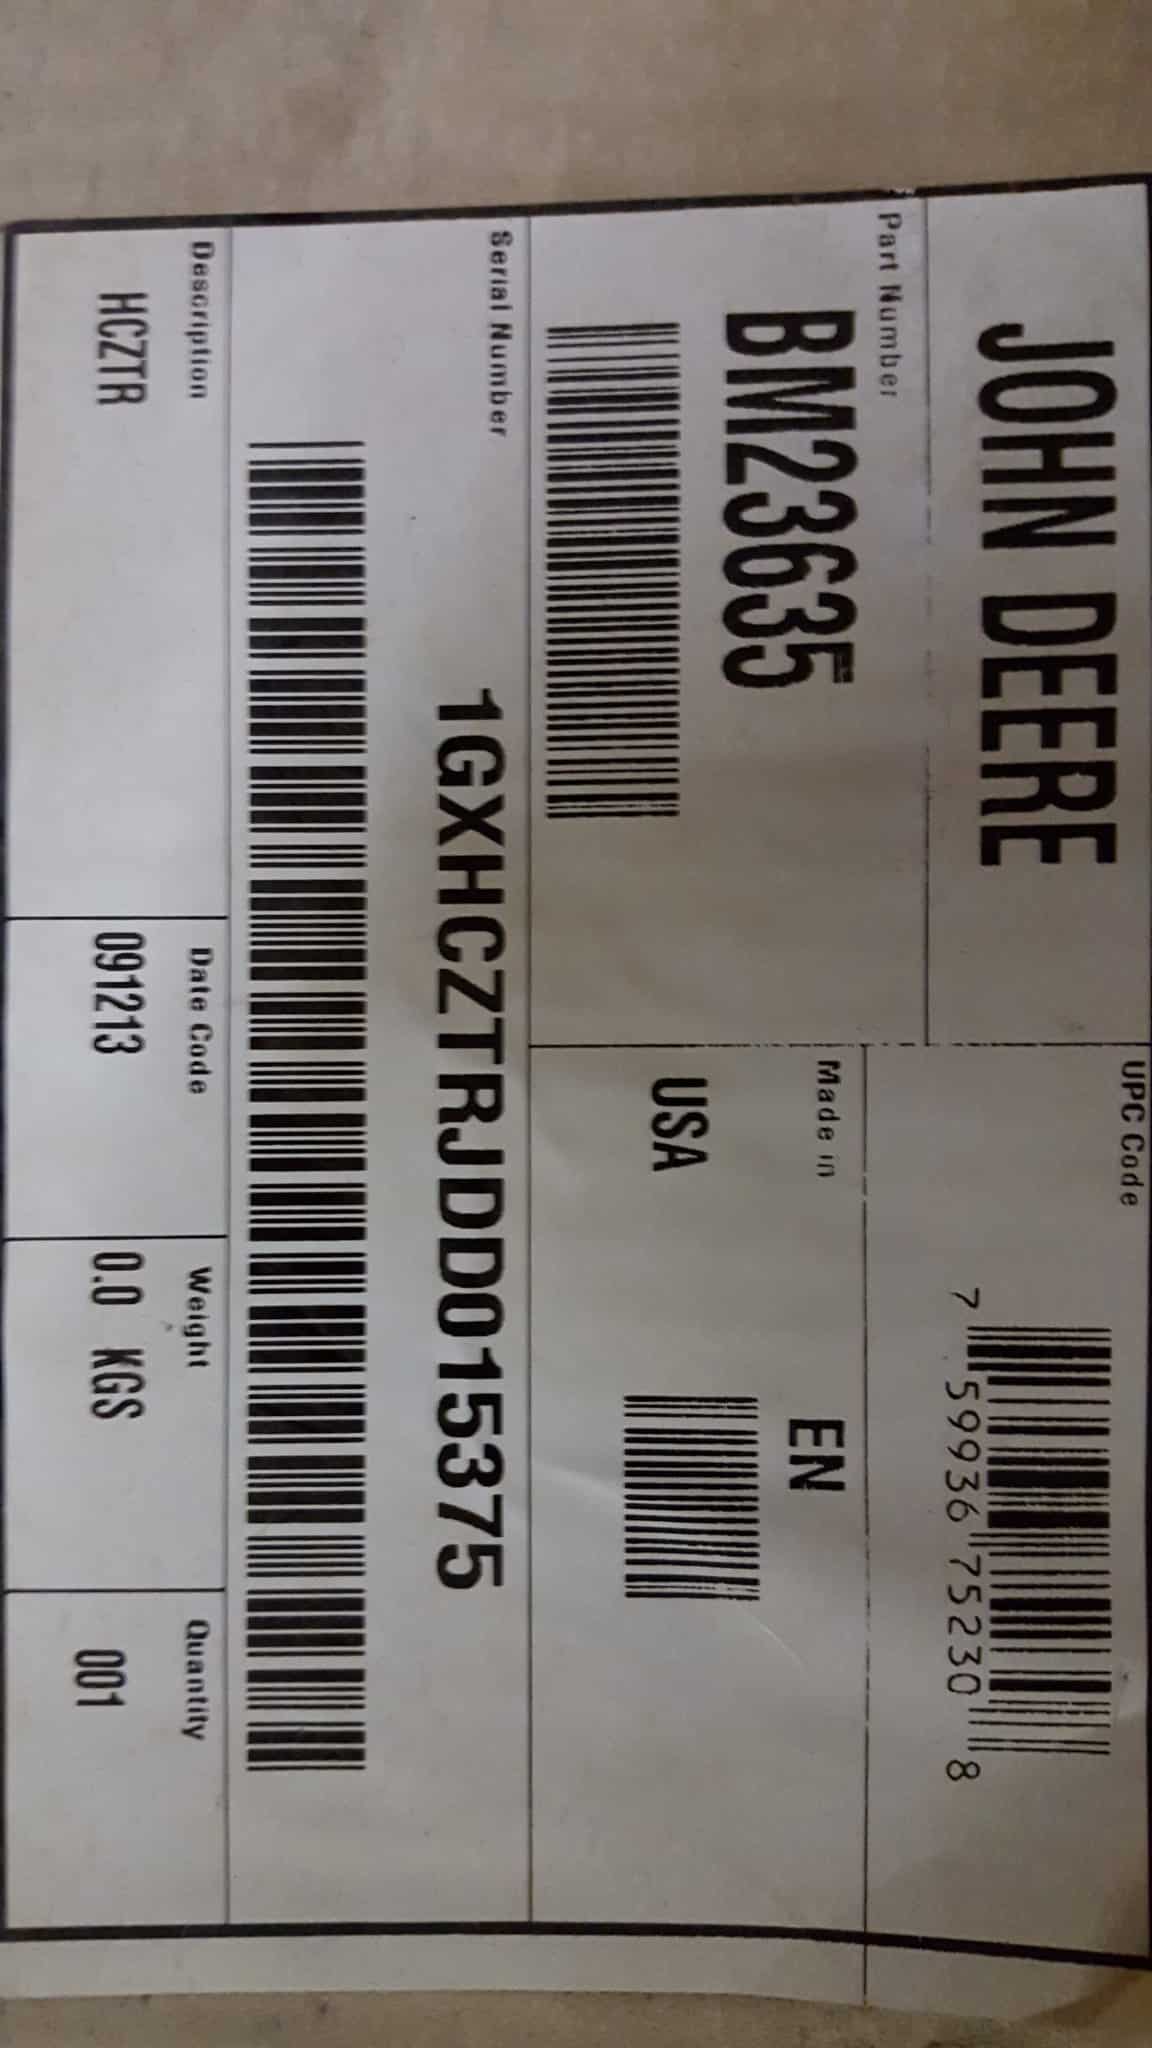 JOHN DEERE
UPC Code
7 59936 75230 8
Part Number
BM23635
Made in
USA
EN
Serial Number
1GXHCZTRJDD015375
Description
HCZTR
Date Code
091213
Weight
0.0 KGS
Quantity
001